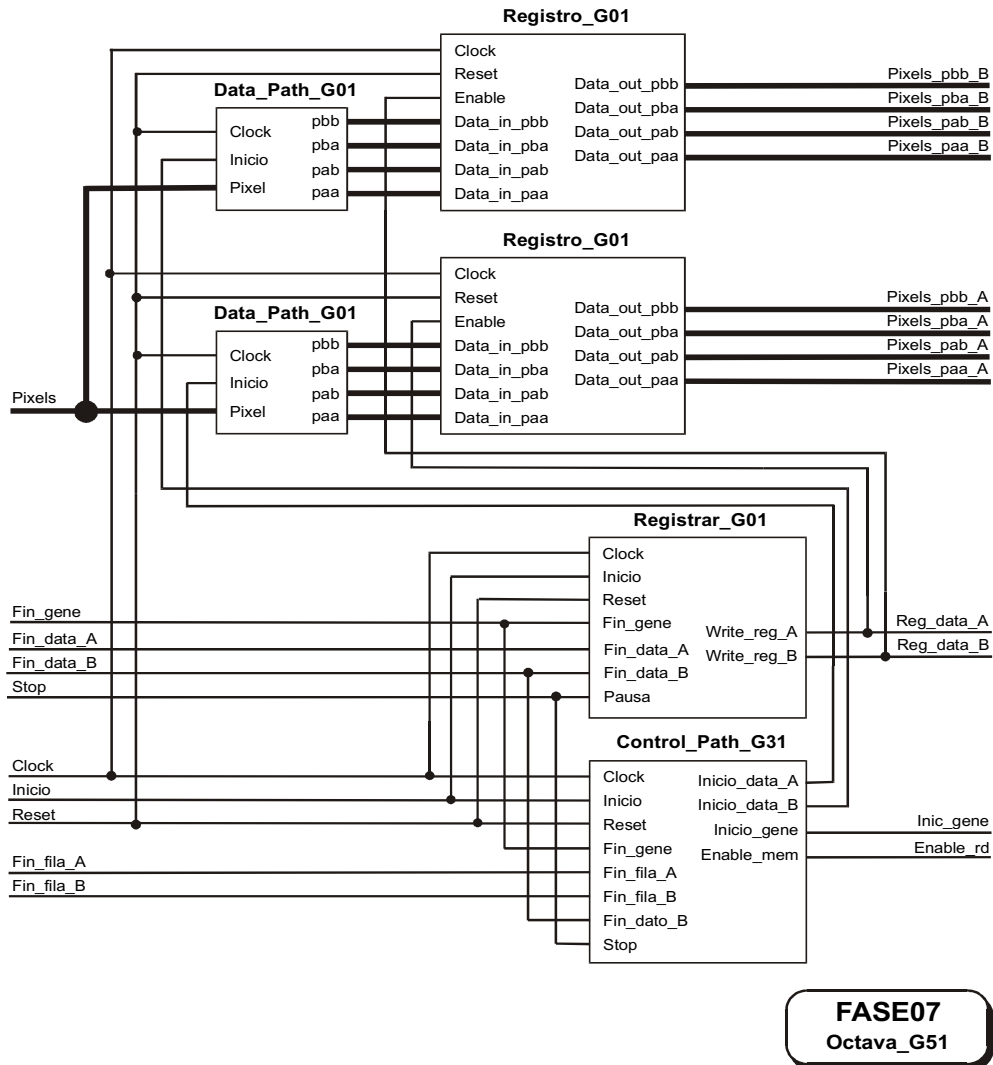 Registro_G01
Clock
Reset
Enable
Data_in_pbb
Data_in_pba
Data_in_pab
Data_in_paa
Data_out_pbb
Data_out_pba
Data_out_pab
Data_out_paa
Pixels_pbb_B
Pixels_pba_B
Pixels_pab_B
Pixels_paa_B
Data_Path_G01
Clock
Inicio
Pixel
pbb
pba
pab
paa
Registro_G01
Clock
Reset
Enable
Data_in_pbb
Data_in_pba
Data_in_pab
Data_in_paa
Data_out_pbb
Data_out_pba
Data_out_pab
Data_out_paa
Pixels_pbb_A
Pixels_pba_A
Pixels_pab_A
Pixels_paa_A
Data_Path_G01
Clock
Inicio
Pixel
pbb
pba
pab
paa
Pixels
Registrar_G01
Clock
Inicio
Reset
Fin_gene
Fin_data_A
Fin_data_B
Pausa
Write_reg_A
Write_reg_B
Reg_data_A
Reg_data_B
Fin_gene
Fin_data_A
Fin_data_B
Stop
Control_Path_G31
Clock
Inicio
Reset
Fin_gene
Fin_fila_A
Fin_fila_B
Fin_dato_B
Stop
Inicio_data_A
Inicio_data_B
Inicio_gene
Enable_mem
Inic_gene
Enable_rd
Clock
Inicio
Reset
Fin_fila_A
Fin_fila_B
FASE07
Octava_G51